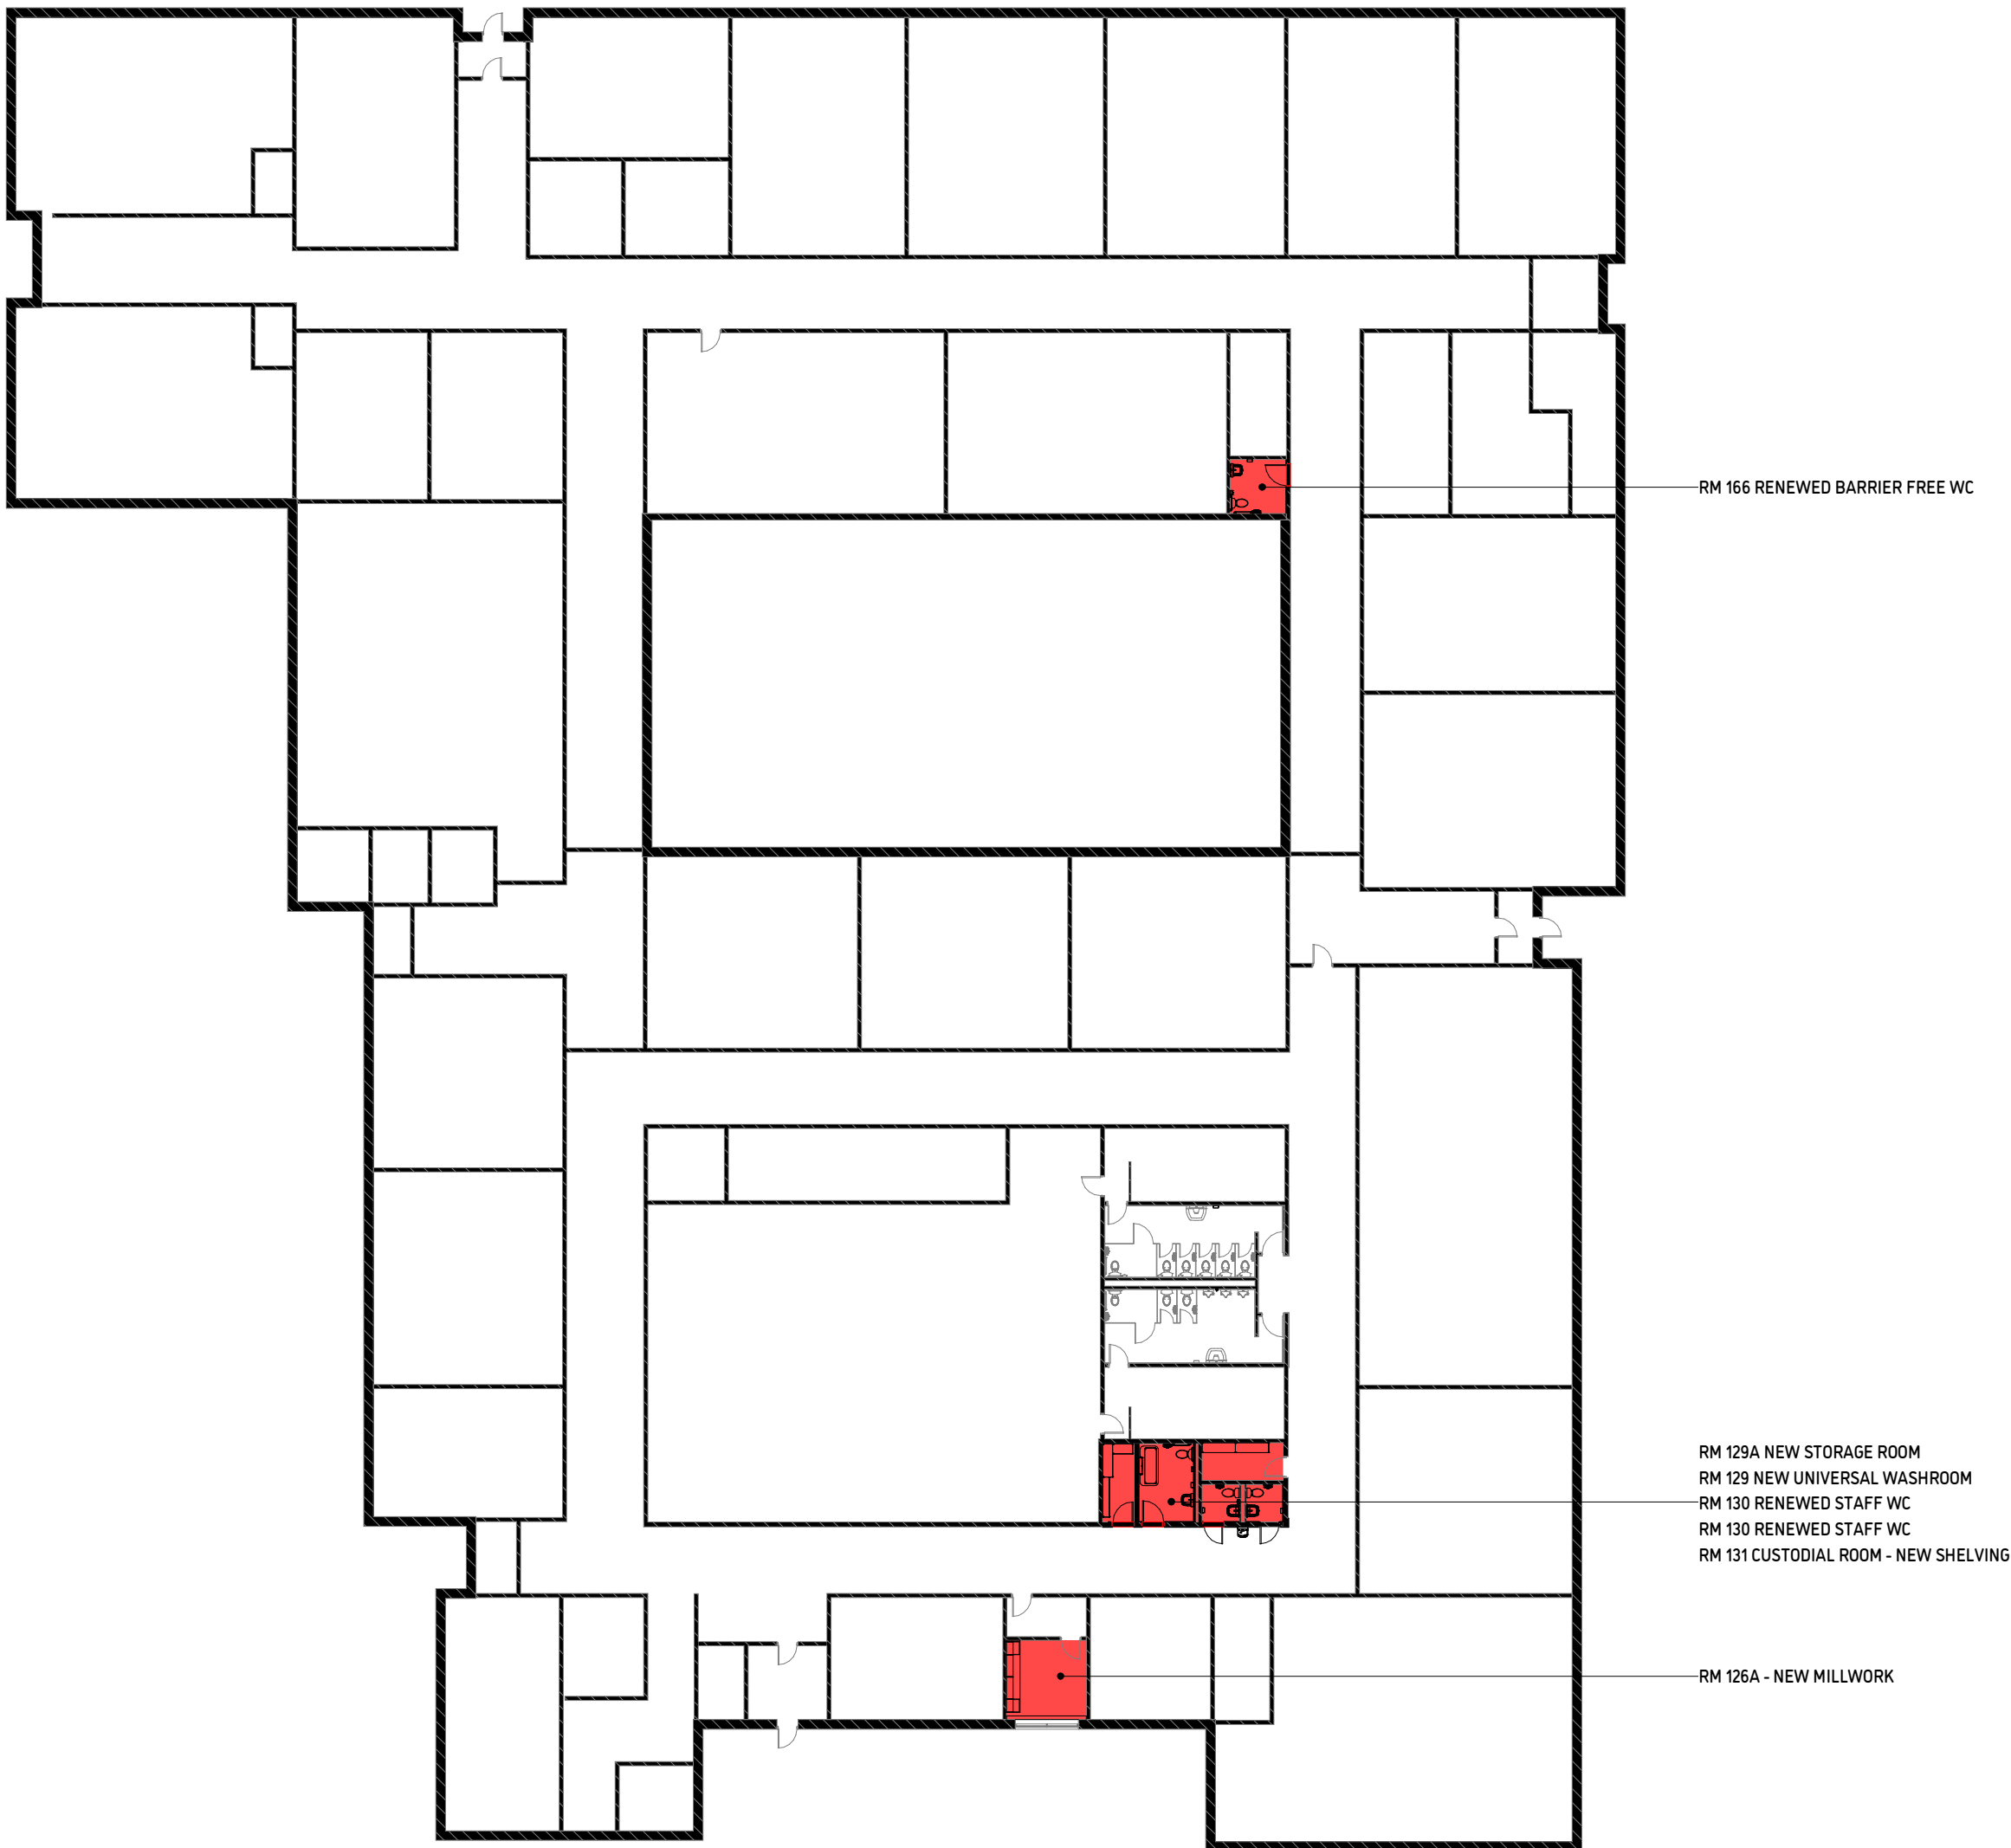 RM 166 RENEWED BARRIER FREE WC
RM 129A NEW STORAGE ROOM
RM 129 NEW UNIVERSAL WASHROOM
RM 130 RENEWED STAFF WC
RM 130 RENEWED STAFF WC
RM 131 CUSTODIAL ROOM - NEW SHELVING
RM 126A - NEW MILLWORK